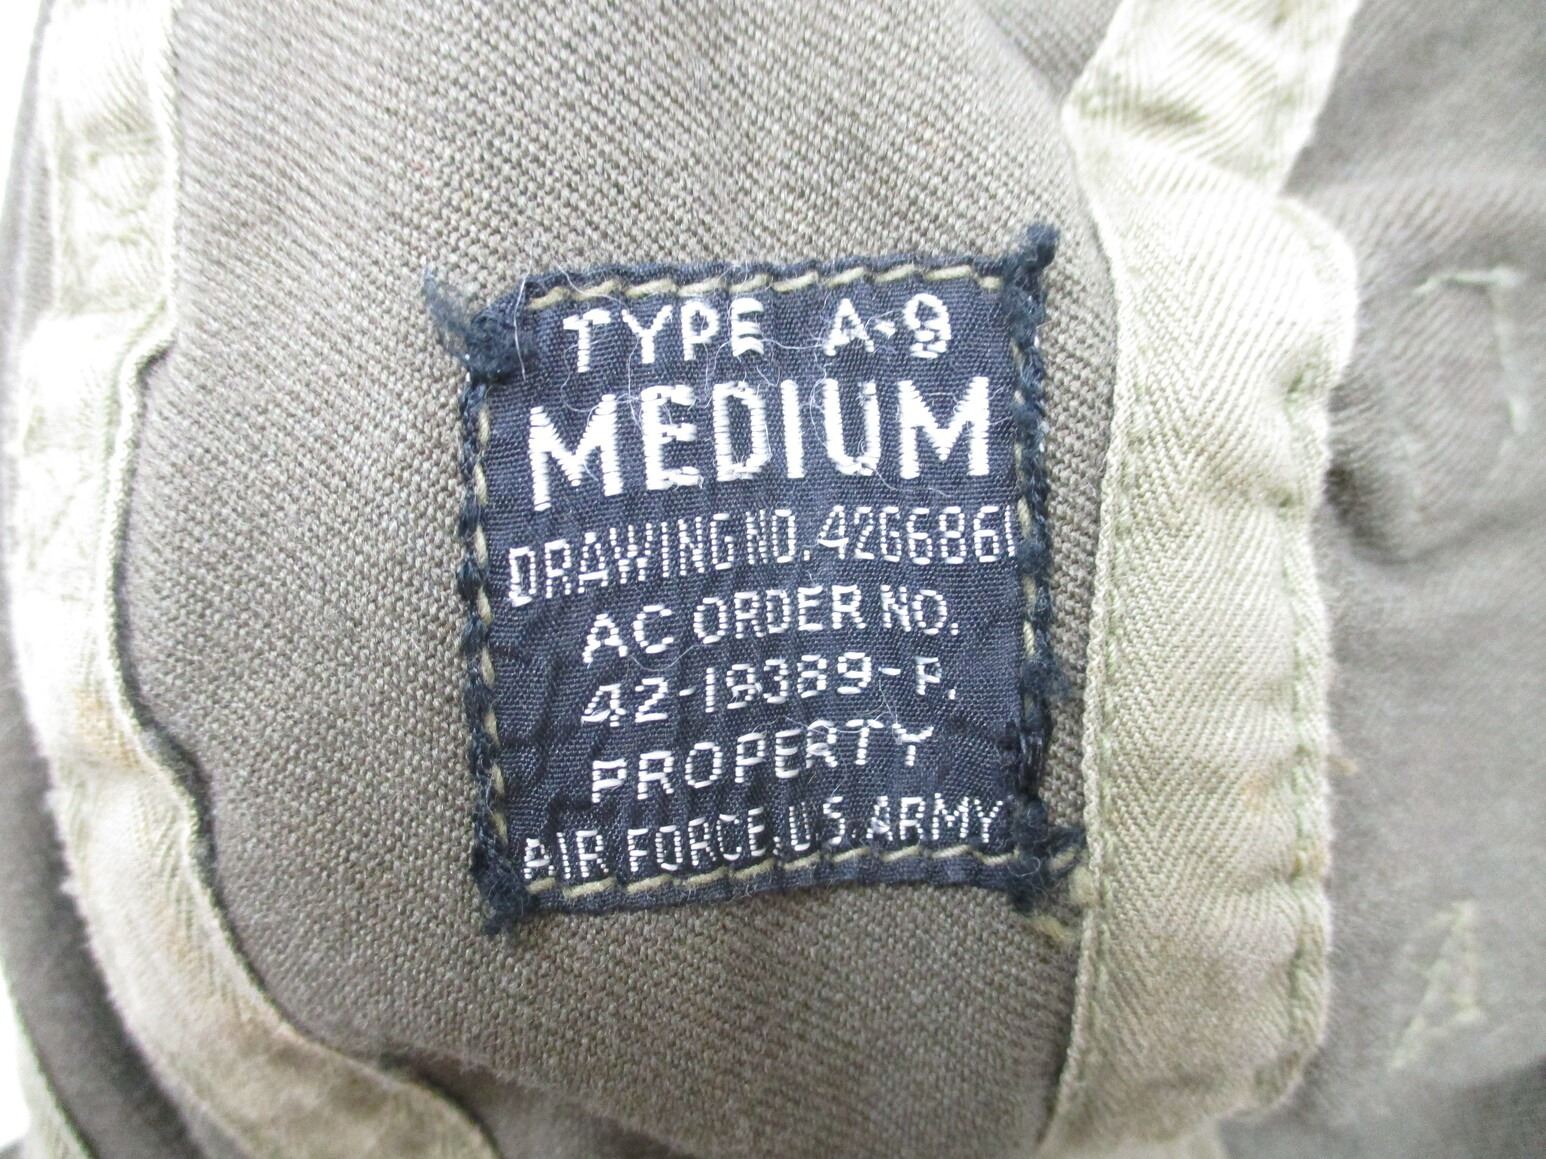 TYPE A-9
MEDIUM
DRAWING NO. 42G6861
AC ORDER NO.
42-19389-P.
PROPERTY
AIR FORCE, U.S. ARMY